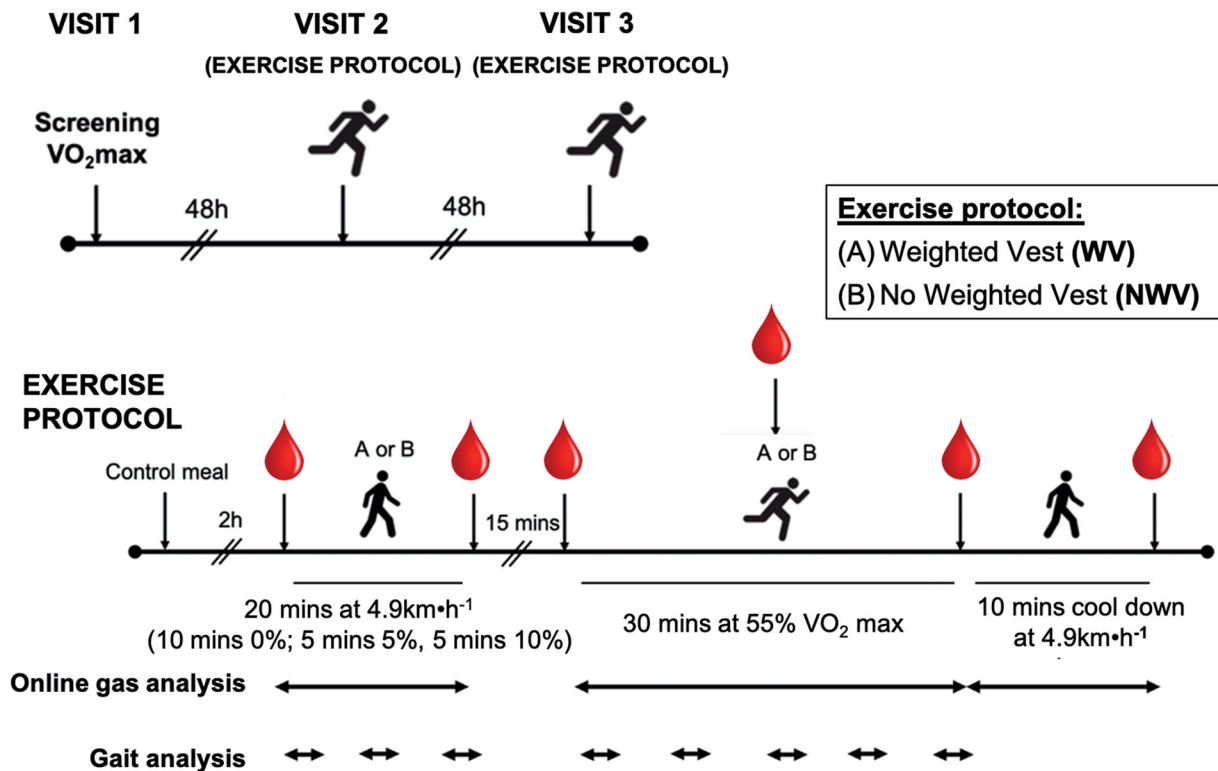 VISIT 1
VISIT 2
VISIT 3
(EXERCISE PROTOCOL)
(EXERCISE PROTOCOL)
Screening
VO₂max
48h
48h
Exercise protocol:
(A) Weighted Vest (WV)
(B) No Weighted Vest (NWV)
EXERCISE
PROTOCOL
Control meal
2h
A or B
15 mins
A or B
20 mins at 4.9km•h⁻¹
(10 mins 0%; 5 mins 5%, 5 mins 10%)
30 mins at 55% VO₂ max
10 mins cool down
at 4.9km•h⁻¹
Online gas analysis
Gait analysis